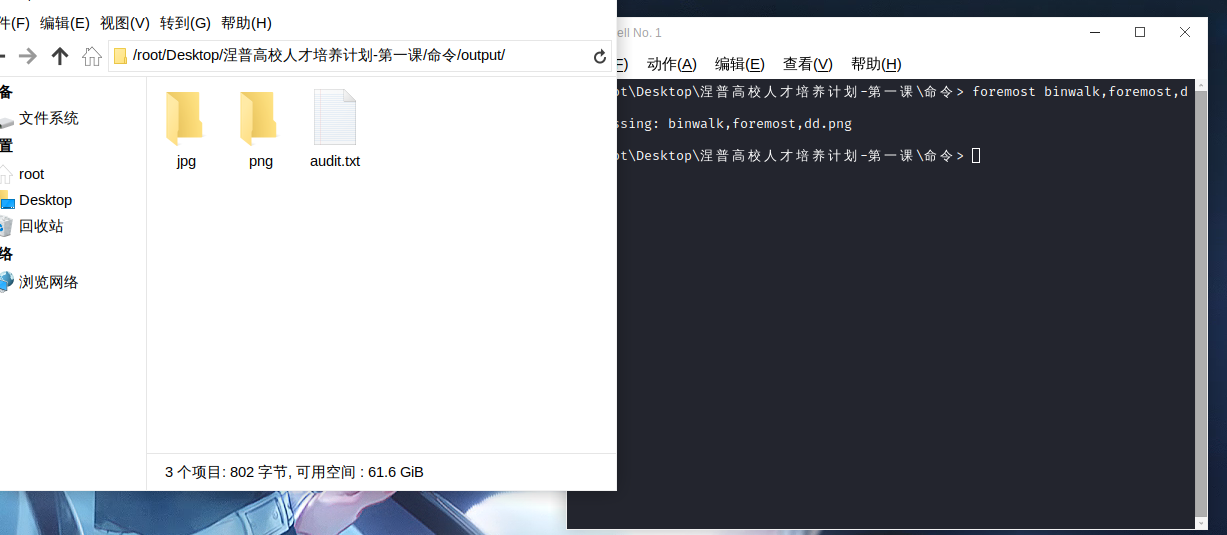 件(F) 编辑(E) 视图(V) 转到(G) 帮助(H)
/root/Desktop/涅普高校人才培养计划-第一课/命令/output/
备
文件系统
置
root
Desktop
回收站
络
浏览网络
jpg
png
audit.txt
3 个项目: 802 字节, 可用空间 : 61.6 GiB
ell No. 1
F) 动作(A) 编辑(E) 查看(V) 帮助(H)
ot\Desktop\涅普高校人才培养计划-第一课\命令> foremost binwalk,foremost,d
ssing: binwalk,foremost,dd.png
ot\Desktop\涅普高校人才培养计划-第一课\命令>